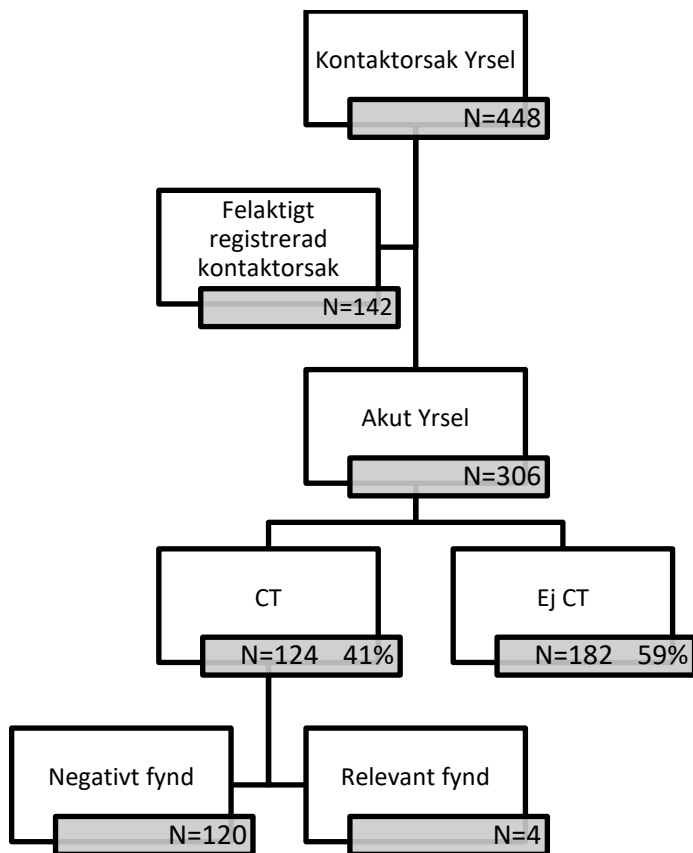 Kontaktorsak Yrsel
N=448
Felaktigt
registrerad
kontaktorsak
N=142
Akut Yrsel
N=306
CT
N=124 41%
Ej CT
N=182 59%
Negativt fynd
N=120
Relevant fynd
N=4